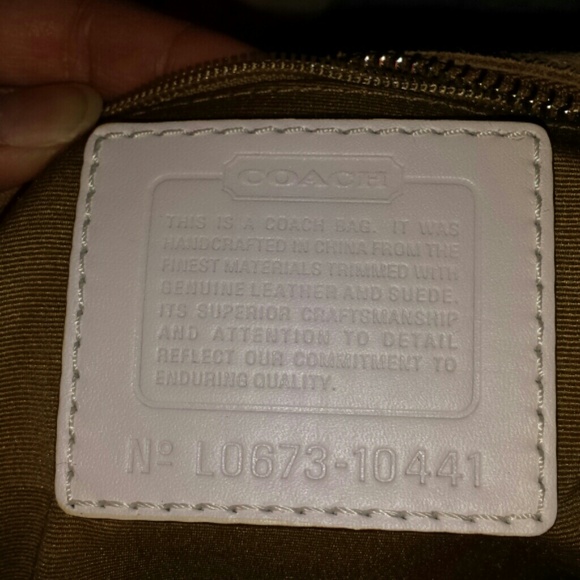 COACH
THIS IS A COACH BAG. IT WAS
HANDCRAFTED IN CHINA FROM THE
FINEST MATERIALS TRIMMED WITH
GENUINE LEATHER AND SUEDE.
ITS SUPERIOR CRAFTSMANSHIP
AND ATTENTION TO DETAIL
REFLECT OUR COMMITMENT TO
ENDURING QUALITY.
Nº L0673-10441